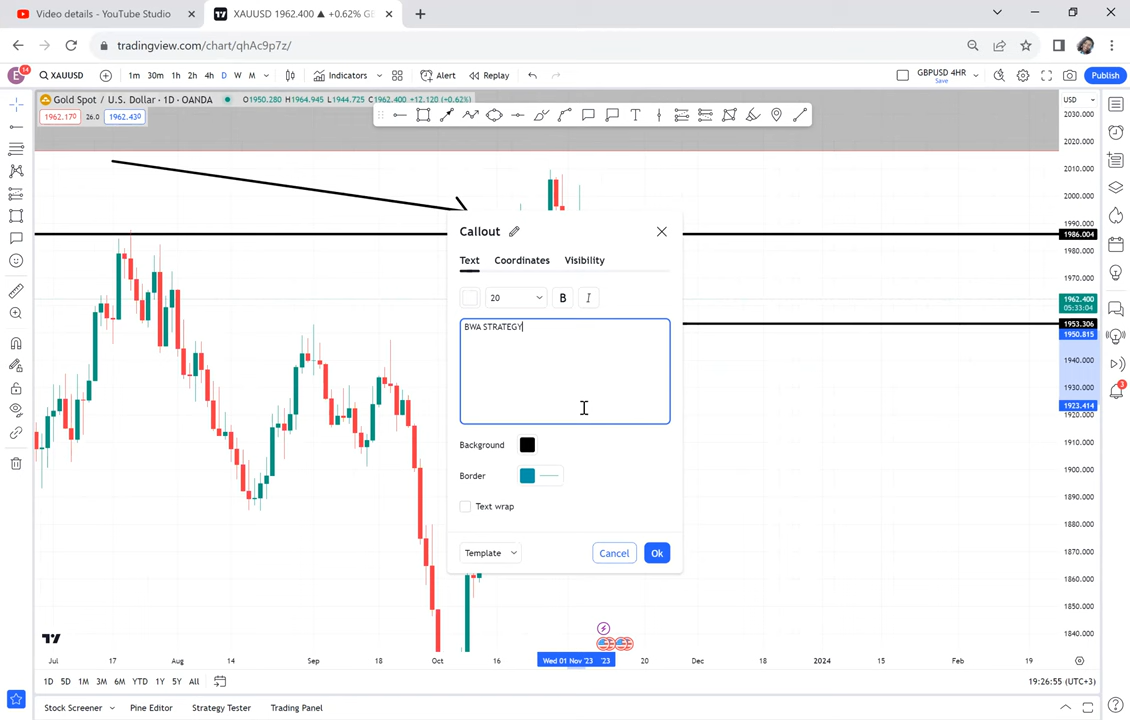 Video details - YouTube Studio
XAUUSD 1962.400 ▲ +0.62% GB
tradingview.com/chart/qhAc9p7z/
E 14 XAUUSD 1m 30m 1h 2h 4h D W M Indicators Alert Replay GBPUSD 4HR Save Publish
Gold Spot / U.S. Dollar · 1D · OANDA O1950.280 H1964.945 L1944.725 C1962.400 +12.120 (+0.62%)
USD
1962.170 26.0 1962.430
2030.000
2020.000
2010.000
2000.000
1990.000
1986.004
1980.000
1970.000
1962.400
05:33:04
1953.306
1950.815
1940.000
1930.000
1923.414
1910.000
1900.000
1890.000
1880.000
1870.000
1860.000
1850.000
1840.000
Callout
Text Coordinates Visibility
20 B I
BWA STRATEGY
Background
Border
Text wrap
Template Cancel Ok
3
Jul 17 Aug 14 Sep 18 Oct 16 Wed 01 Nov '23 '23 20 Dec 18 2024 15 Feb 19
1D 5D 1M 3M 6M YTD 1Y 5Y All 19:26:55 (UTC+3)
Stock Screener Pine Editor Strategy Tester Trading Panel